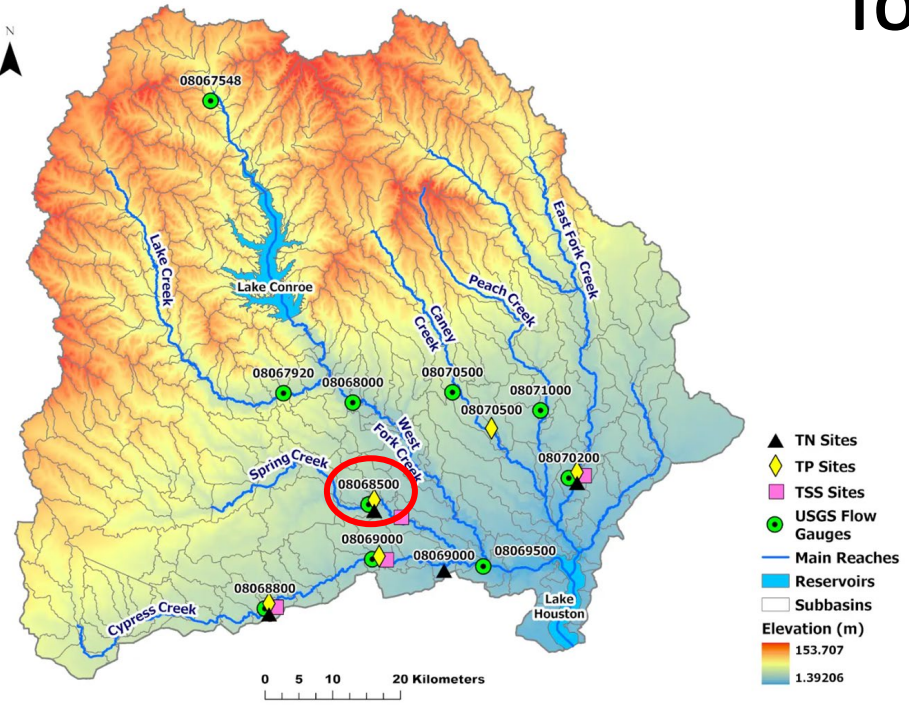 N
08067548
East Fork Creek
Lake Creek
Peach Creek
Lake Conroe
Caney
Creek
08067920
08068000
08070500
08071000
08070500
West
Fork Creek
Spring Creek
08068500
08070200
08069000
08069000
08069500
08068800
Cypress Creek
Lake
Houston
0 5 10 20 Kilometers
TN Sites
TP Sites
TSS Sites
USGS Flow
Gauges
Main Reaches
Reservoirs
Subbasins
Elevation (m)
153.707
1.39206